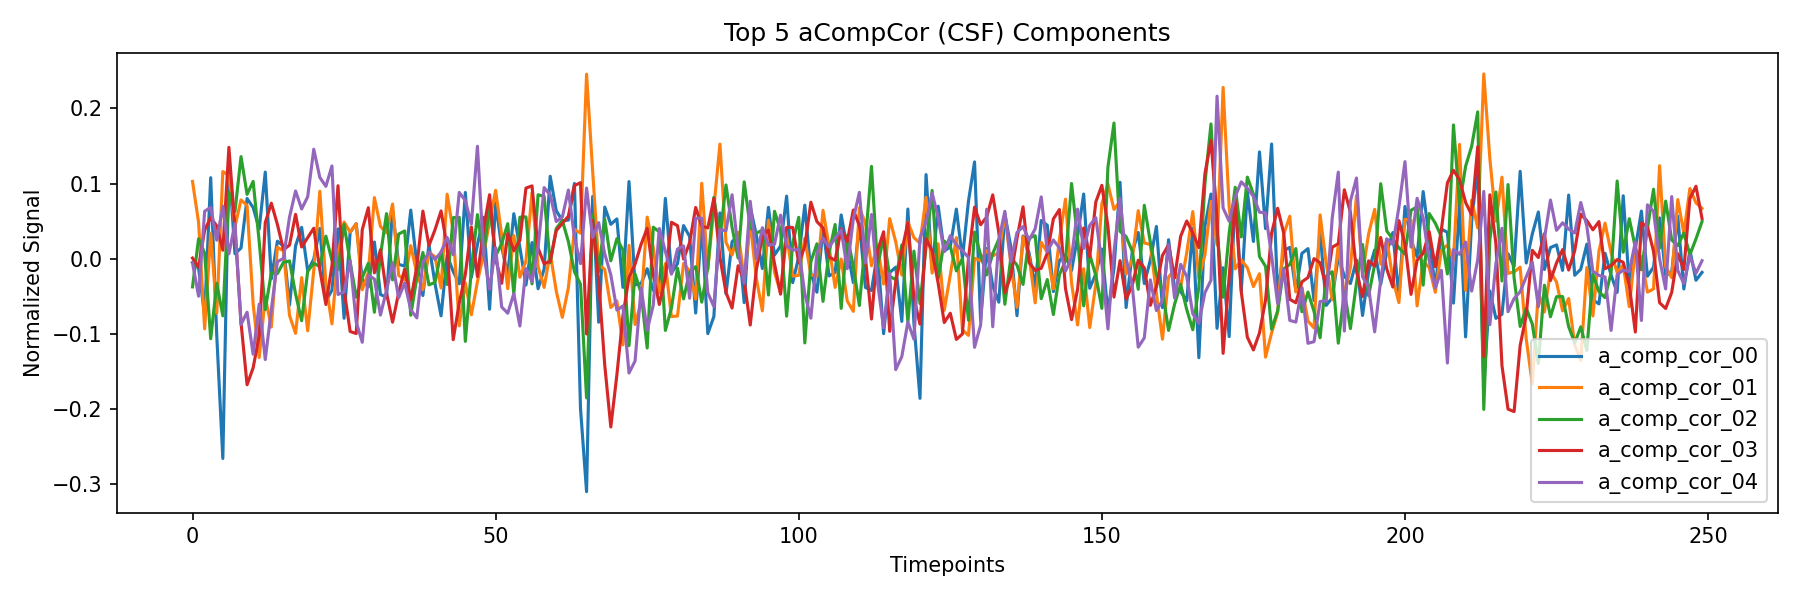 Top 5 aCompCor (CSF) Components
Normalized Signal
0.2
0.1
0.0
−0.1
−0.2
−0.3
0 50 100 150 200 250
Timepoints
a_comp_cor_00
a_comp_cor_01
a_comp_cor_02
a_comp_cor_03
a_comp_cor_04